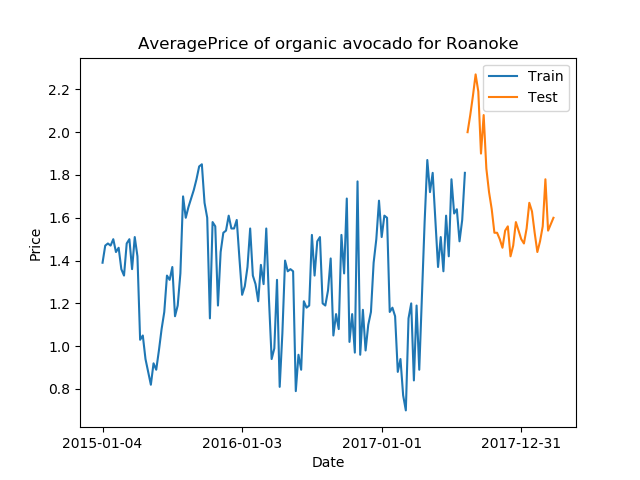 AveragePrice of organic avocado for Roanoke
Train
Test
2.2
2.0
1.8
1.6
1.4
1.2
1.0
0.8
Price
2015-01-04
2016-01-03
2017-01-01
2017-12-31
Date